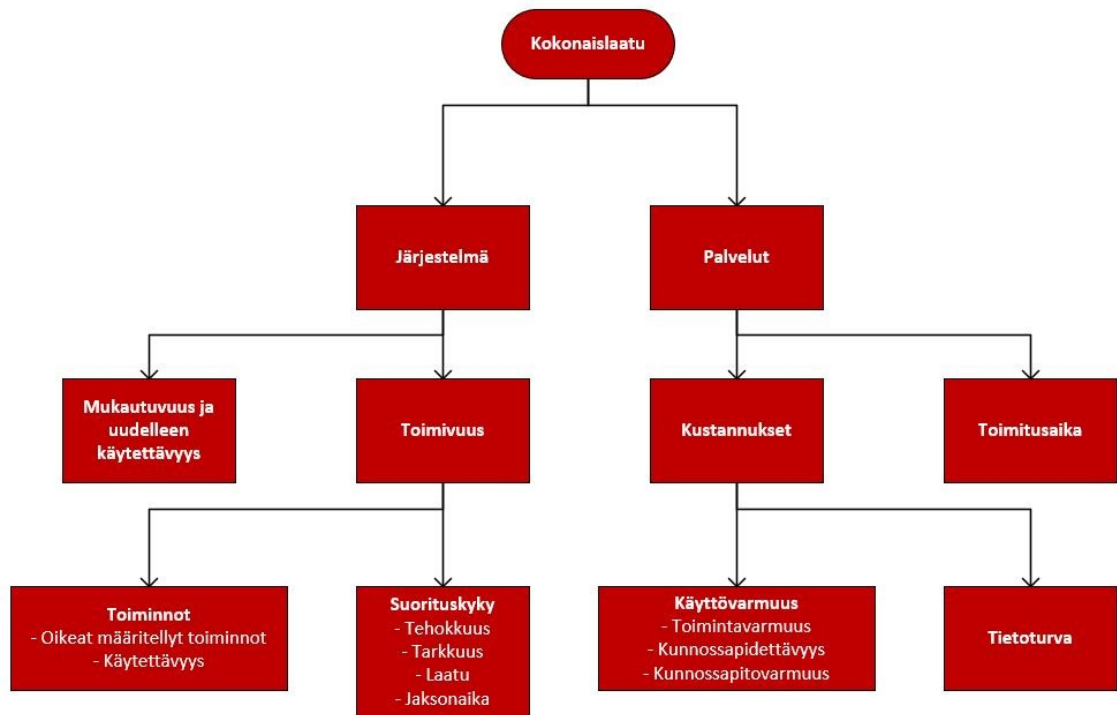 Kokonaislaatu
Järjestelmä
Palvelut
Mukautuvuus ja
uudelleen
käytettävyys
Toimivuus
Kustannukset
Toimitusaika
Toiminnot
- Oikeat määritellyt toiminnot
- Käytettävyys
Suorituskyky
- Tehokkuus
- Tarkkuus
- Laatu
- Jaksonaika
Käyttövarmuus
- Toimintavarmuus
- Kunnossapidettävyys
- Kunnossapitovarmuus
Tietoturva